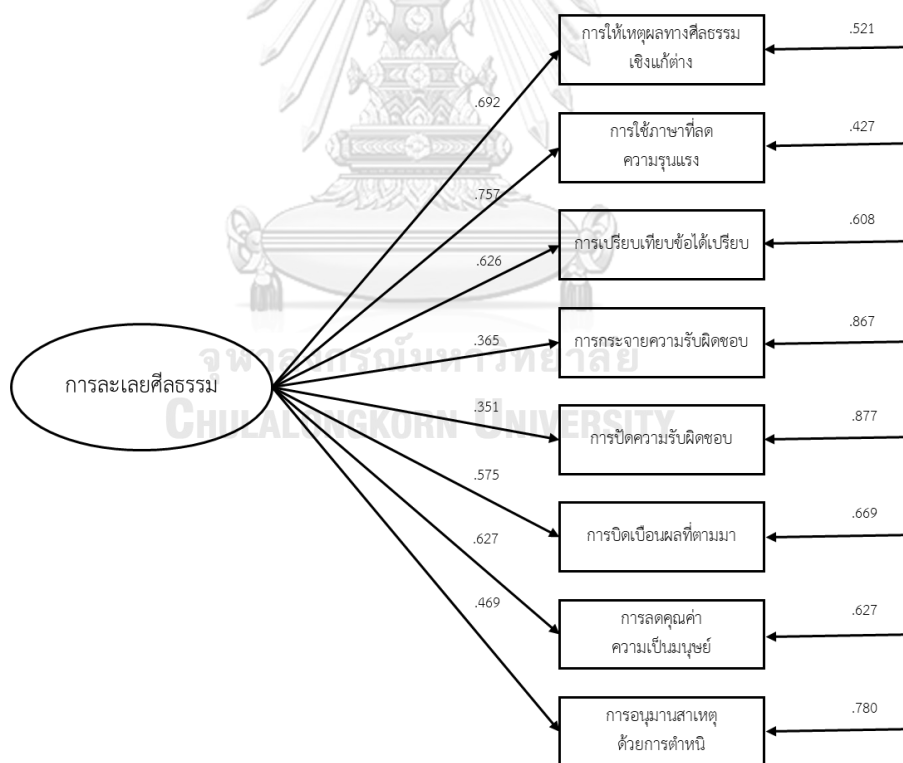 การให้เหตุผลทางศีลธรรม
เชิงแก้ต่าง
.521
.692
การใช้ภาษาที่ลด
ความรุนแรง
.427
.757
การเปรียบเทียบข้อได้เปรียบ
.608
.626
การกระจายความรับผิดชอบ
.867
.365
จุฬาลงกรณ์มหาวิทยาลัย
การละเลยศีลธรรม
CHULALONGKORN UNIVERSITY
.351
การปัดความรับผิดชอบ
.877
.575
การบิดเบือนผลที่ตามมา
.669
.627
การลดคุณค่า
ความเป็นมนุษย์
.627
.469
การอนุมานสาเหตุ
ด้วยการตำหนิ
.780